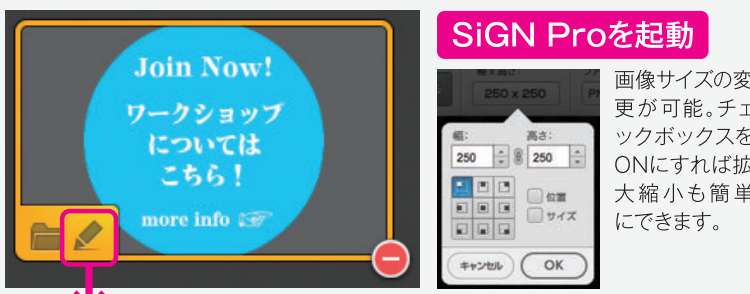 Join Now!
ワークショップ
については
こちら！
more info ☞
SiGN Proを起動
幅 x 高さ:
250 x 250
幅:
高さ:
250
250
位置
サイズ
キャンセル
OK
画像サイズの変
更が可能。チェ
ックボックスを
ONにすれば拡
大縮小も簡単
にできます。